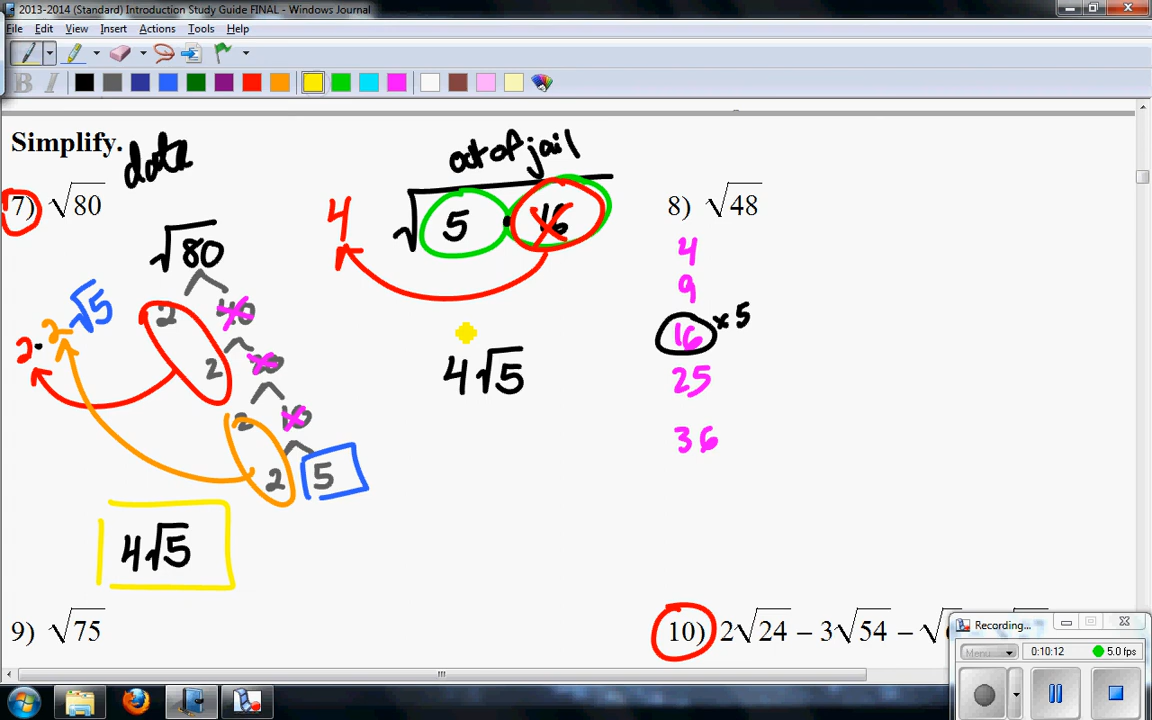 2013-2014 (Standard) Introduction Study Guide FINAL - Windows Journal
File Edit View Insert Actions Tools Help
B I
Simplify.
date
out of jail
7) √80
4
√5 · 16
8) √48
√80
4
9
16 × 5
25
36
2 40
2 · 2 √5
2 20
2 10
2 5
4√5
4√5
9) √75
10) 2√24 – 3√54 – √
Recording...
Menu
0:10:12
5.0 fps